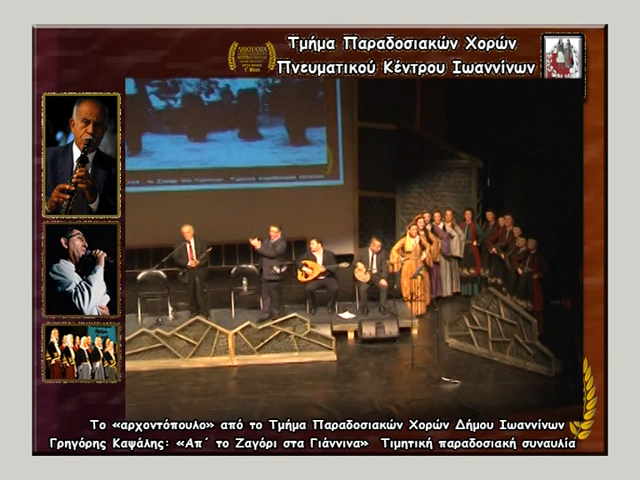 Τμήμα Παραδοσιακών Χορών
Πνευματικού Κέντρου Ιωαννίνων
Το «αρχοντόπουλο» από το Τμήμα Παραδοσιακών Χορών Δήμου Ιωαννίνων
Γρηγόρης Καψάλης: «Απ΄ το Ζαγόρι στα Γιάννινα» Τιμητική παραδοσιακή συναυλία